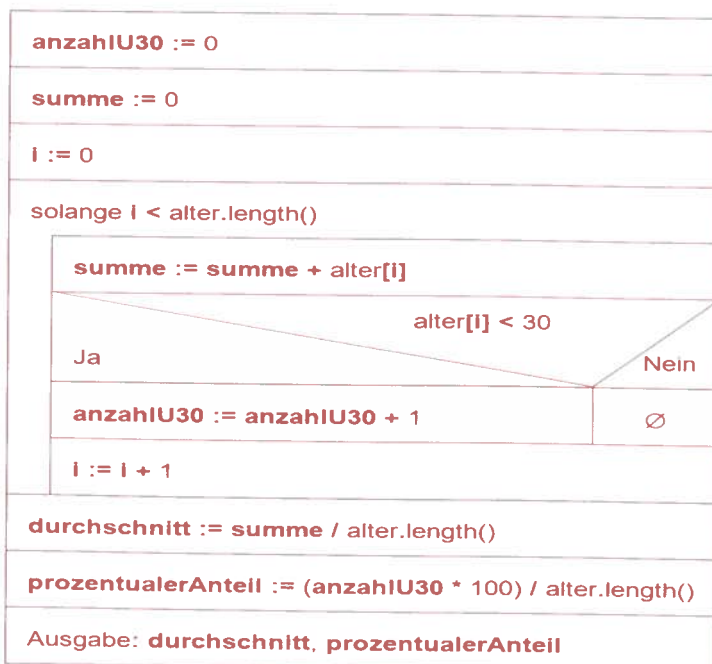 anzahlU30 := 0
summe := 0
i := 0
solange i < alter.length()
summe := summe + alter[i]
alter[i] < 30
Ja
Nein
anzahlU30 := anzahlU30 + 1
∅
i := i + 1
durchschnitt := summe / alter.length()
prozentualerAnteil := (anzahlU30 * 100) / alter.length()
Ausgabe: durchschnitt, prozentualerAnteil